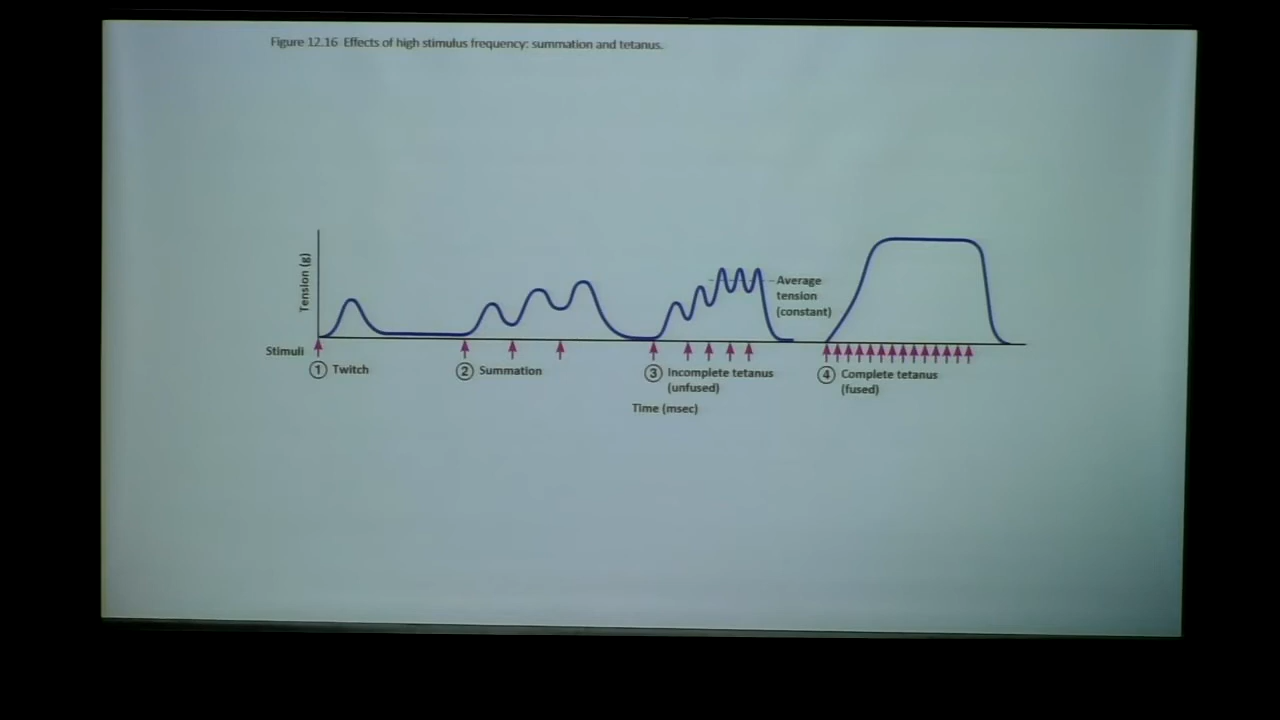 Figure 12.16 Effects of high stimulus frequency: summation and tetanus.
Tension (g)
Average
tension
(constant)
Stimuli
1 Twitch
2 Summation
3 Incomplete tetanus
(unfused)
4 Complete tetanus
(fused)
Time (msec)